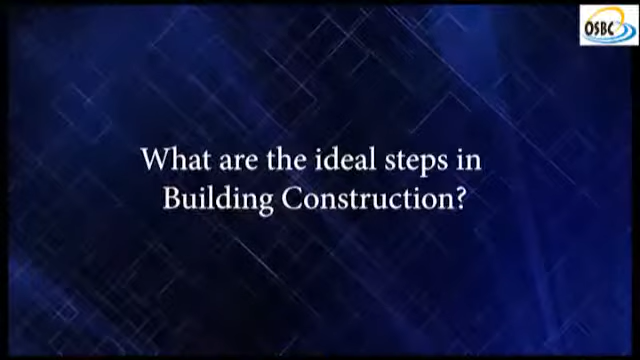 OSBC
What are the ideal steps in
Building Construction?